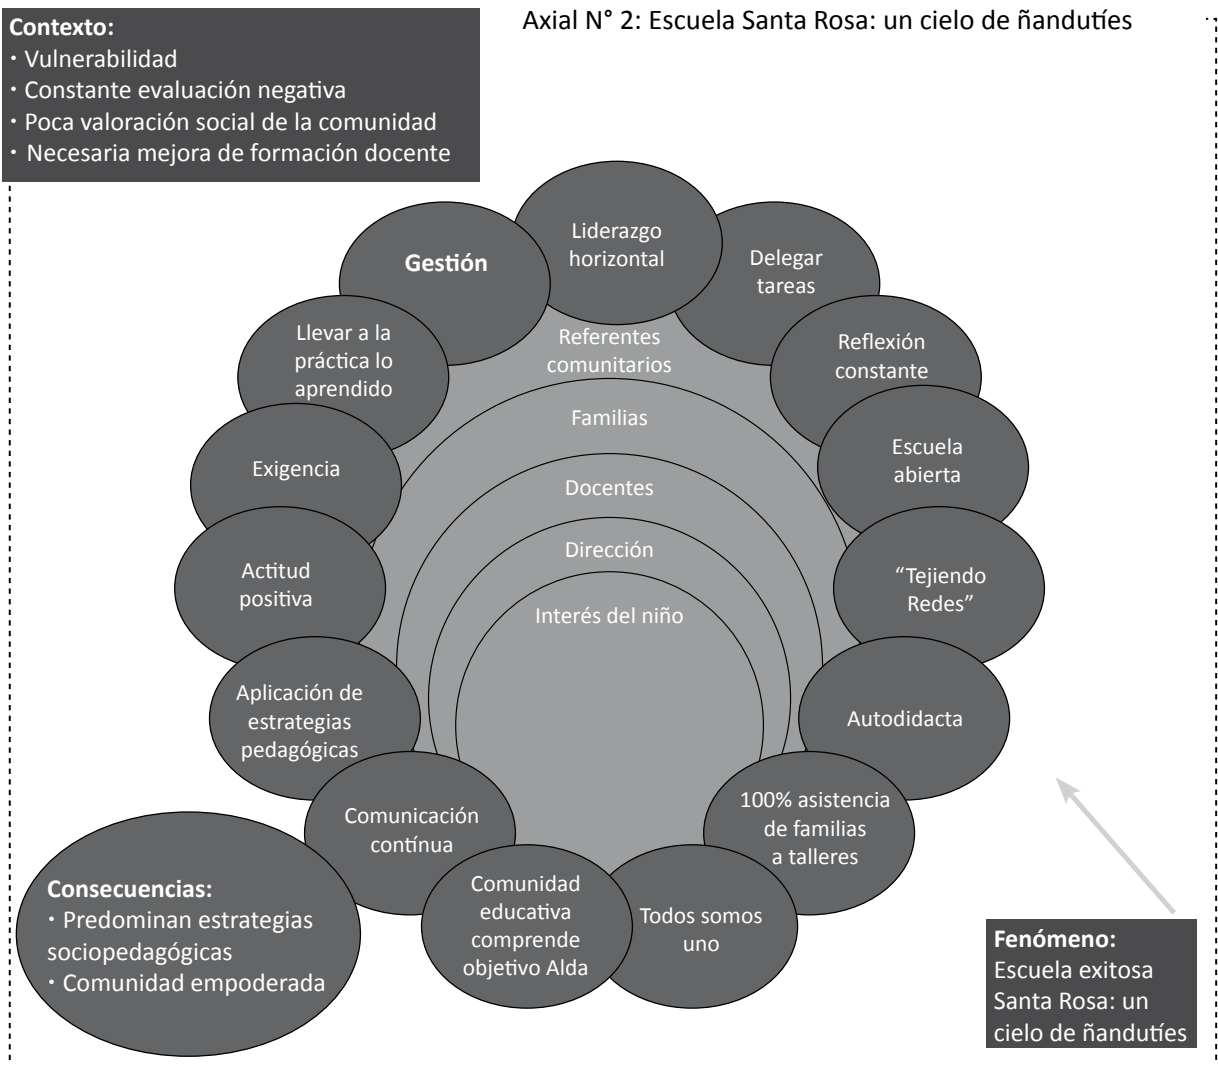 Axial N° 2: Escuela Santa Rosa: un cielo de ñandutíes
Contexto:
· Vulnerabilidad
· Constante evaluación negativa
· Poca valoración social de la comunidad
· Necesaria mejora de formación docente
Gestión
Liderazgo
horizontal
Delegar
tareas
Reflexión
constante
Escuela
abierta
“Tejiendo
Redes”
Autodidacta
100% asistencia
de familias
a talleres
Todos somos
uno
Comunidad
educativa
comprende
objetivo Alda
Comunicación
contínua
Aplicación de
estrategias
pedagógicas
Actitud
positiva
Exigencia
Llevar a la
práctica lo
aprendido
Referentes
comunitarios
Familias
Docentes
Dirección
Interés del niño
Consecuencias:
· Predominan estrategias
sociopedagógicas
· Comunidad empoderada
Fenómeno:
Escuela exitosa
Santa Rosa: un
cielo de ñandutíes